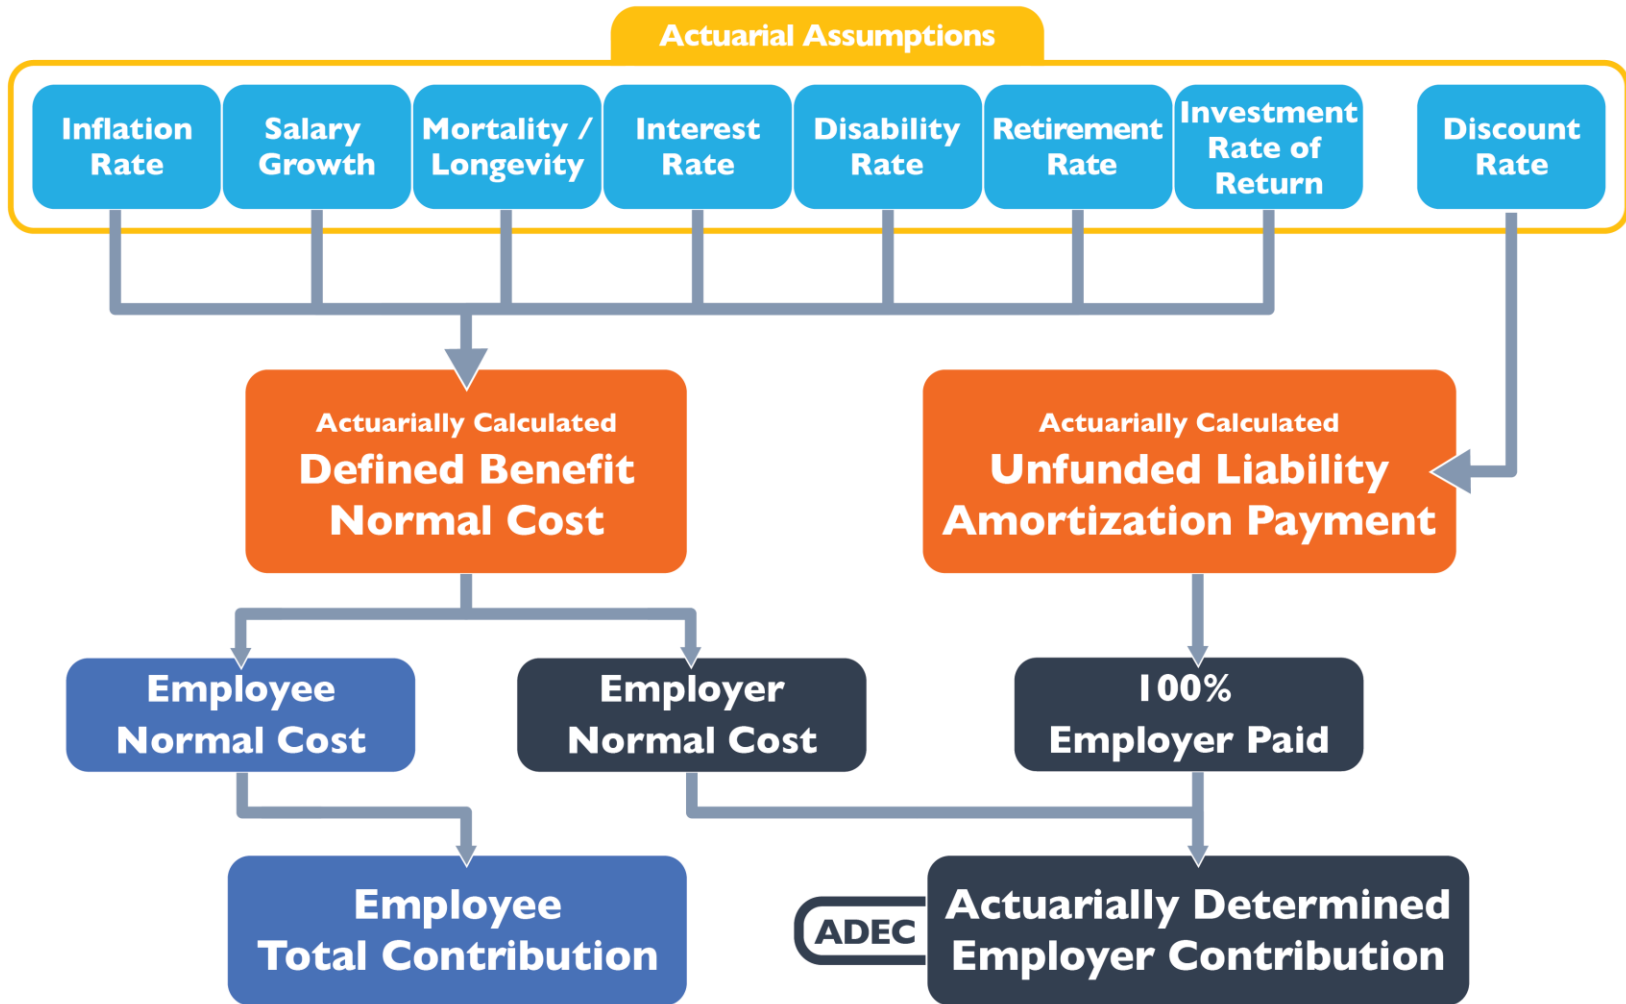 Actuarial Assumptions
Inflation
Rate
Salary
Growth
Mortality /
Longevity
Interest
Rate
Disability
Rate
Retirement
Rate
Investment
Rate of
Return
Discount
Rate
Actuarially Calculated
Defined Benefit
Normal Cost
Actuarially Calculated
Unfunded Liability
Amortization Payment
Employee
Normal Cost
Employer
Normal Cost
100%
Employer Paid
Employee
Total Contribution
ADEC
Actuarially Determined
Employer Contribution